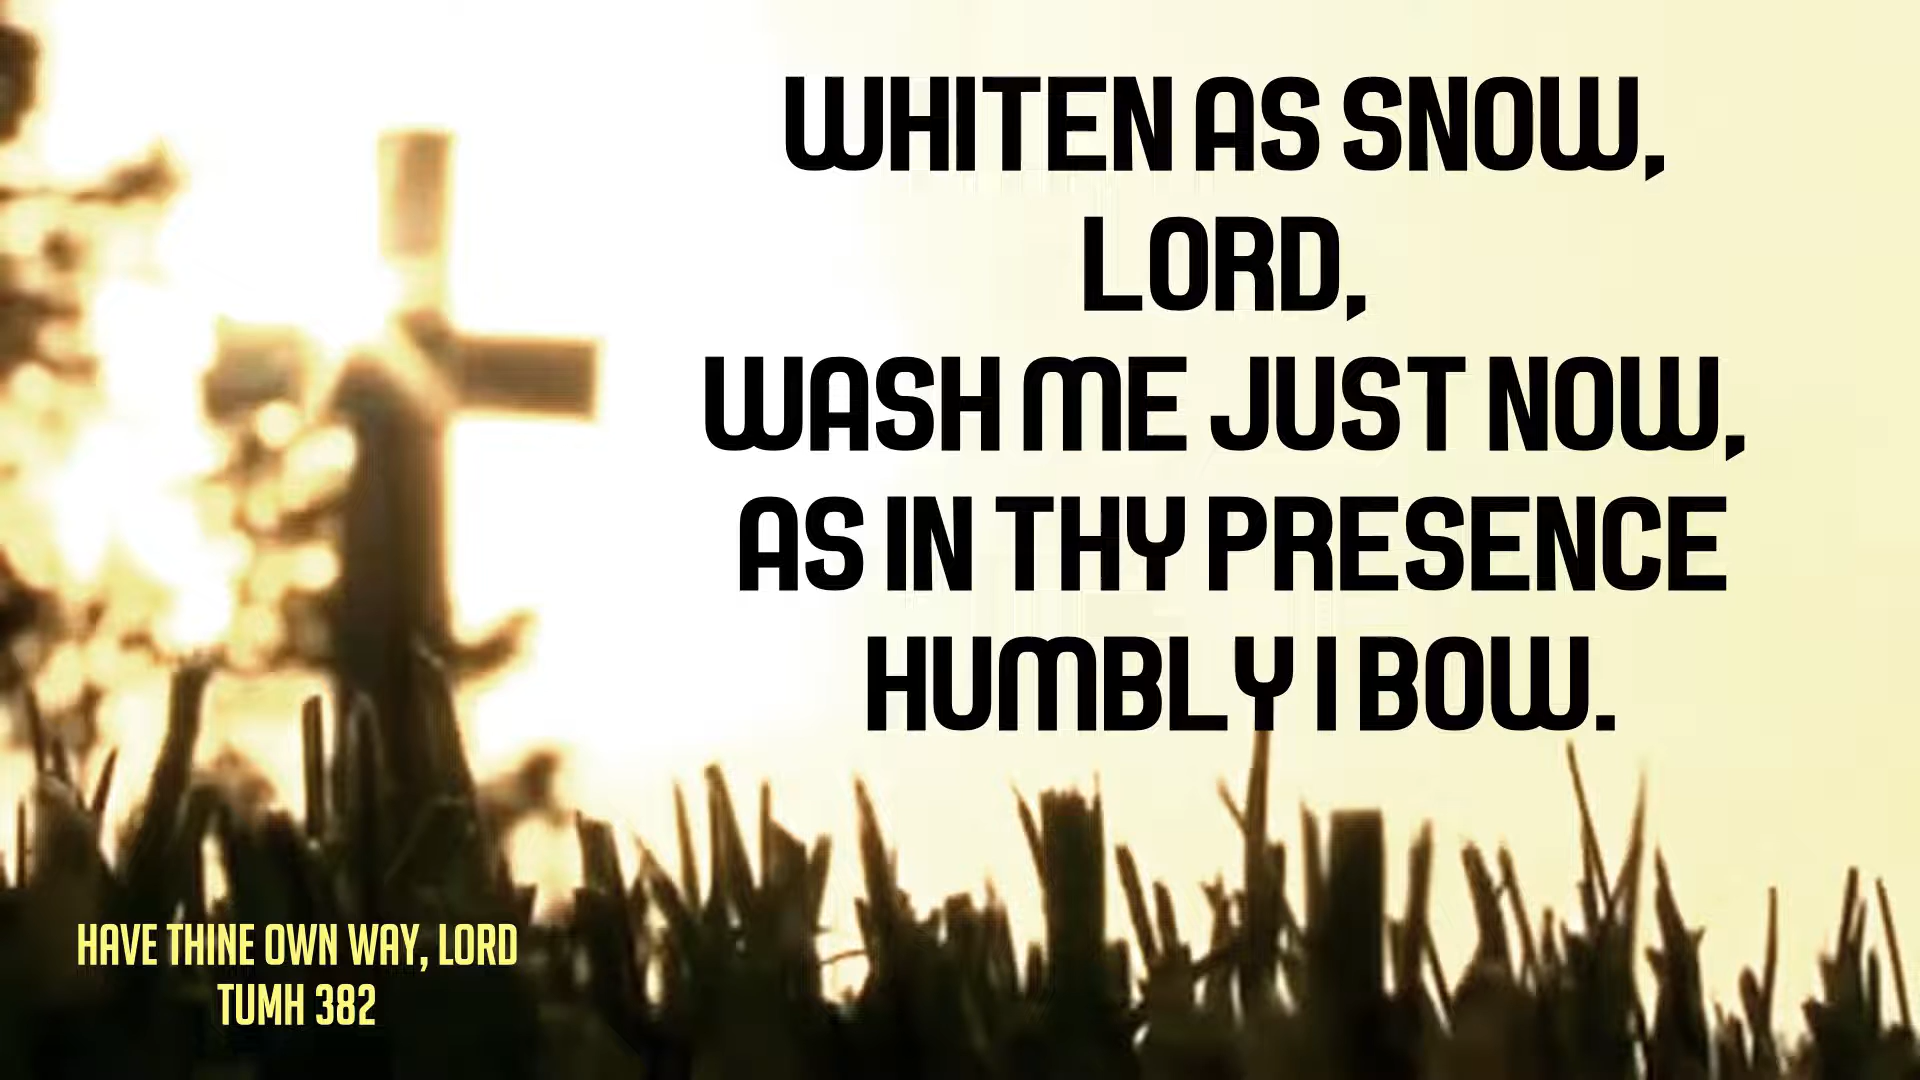 WHITEN AS SNOW,
LORD,
WASH ME JUST NOW,
AS IN THY PRESENCE
HUMBLY I BOW.
HAVE THINE OWN WAY, LORD
TUMH 382